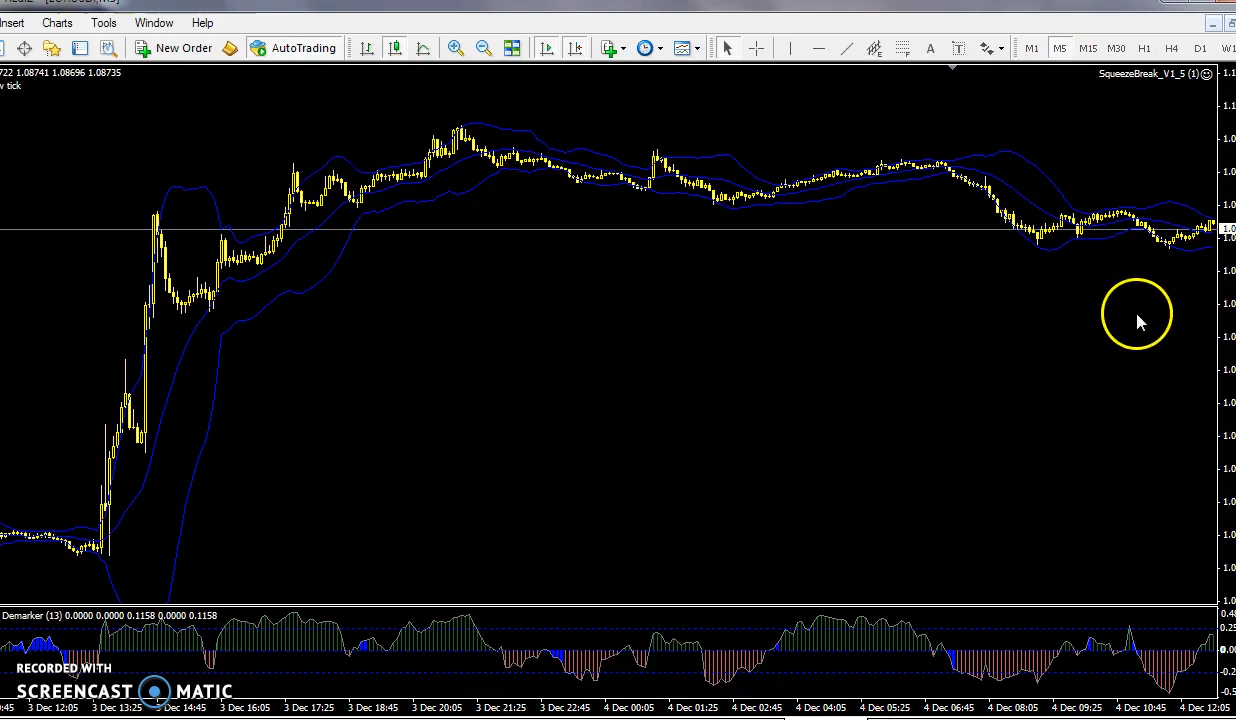 Insert Charts Tools Window Help
New Order AutoTrading A T M1 M5 M15 M30 H1 H4 D1 W1
722 1.08741 1.08696 1.08735
w tick
SqueezeBreak_V1_5 (1)
Demarker (13) 0.0000 0.0000 0.1158 0.0000 0.1158
RECORDED WITH
SCREENCAST MATIC
3 Dec 12:05 3 Dec 13:25 3 Dec 14:45 3 Dec 16:05 3 Dec 17:25 3 Dec 18:45 3 Dec 20:05 3 Dec 21:25 3 Dec 22:45 4 Dec 00:05 4 Dec 01:25 4 Dec 02:45 4 Dec 04:05 4 Dec 05:25 4 Dec 06:45 4 Dec 08:05 4 Dec 09:25 4 Dec 10:45 4 Dec 12:05